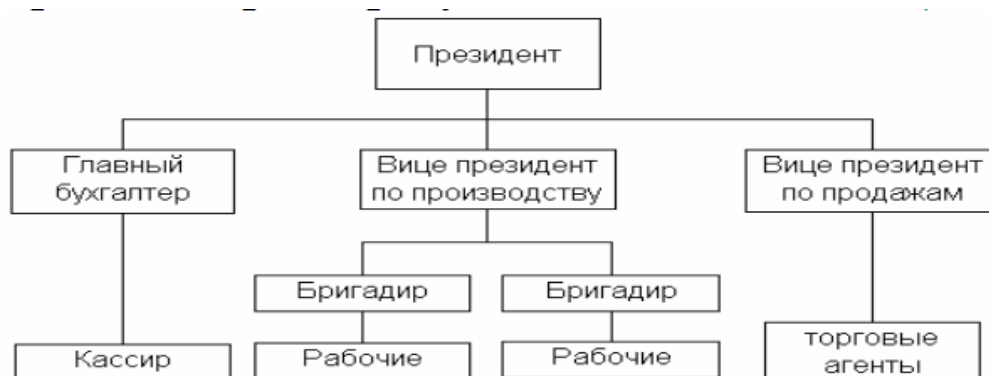 Президент
Главный
бухгалтер
Вице президент
по производству
Вице президент
по продажам
Бригадир
Бригадир
Кассир
Рабочие
Рабочие
торговые
агенты